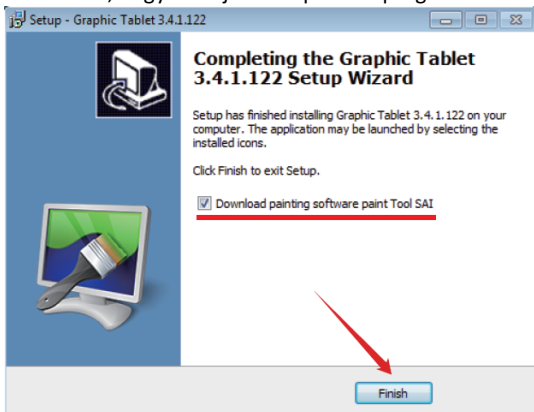 Setup - Graphic Tablet 3.4.1.122
Completing the Graphic Tablet
3.4.1.122 Setup Wizard
Setup has finished installing Graphic Tablet 3.4.1.122 on your
computer. The application may be launched by selecting the
installed icons.
Click Finish to exit Setup.
Download painting software paint Tool SAI
Finish